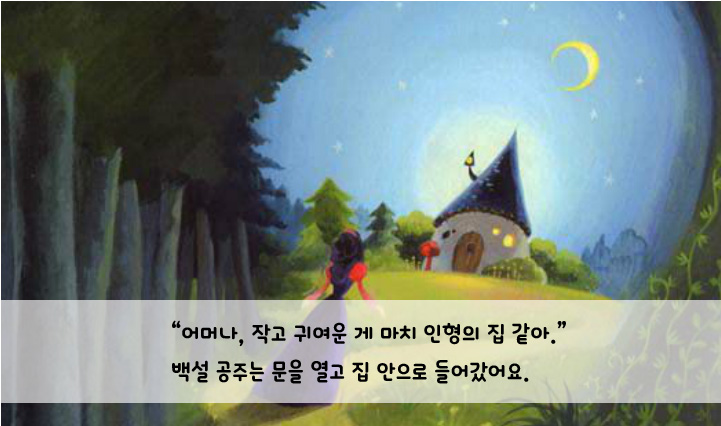 “어머나, 작고 귀여운 게 마치 인형의 집 같아.”
백설 공주는 문을 열고 집 안으로 들어갔어요.